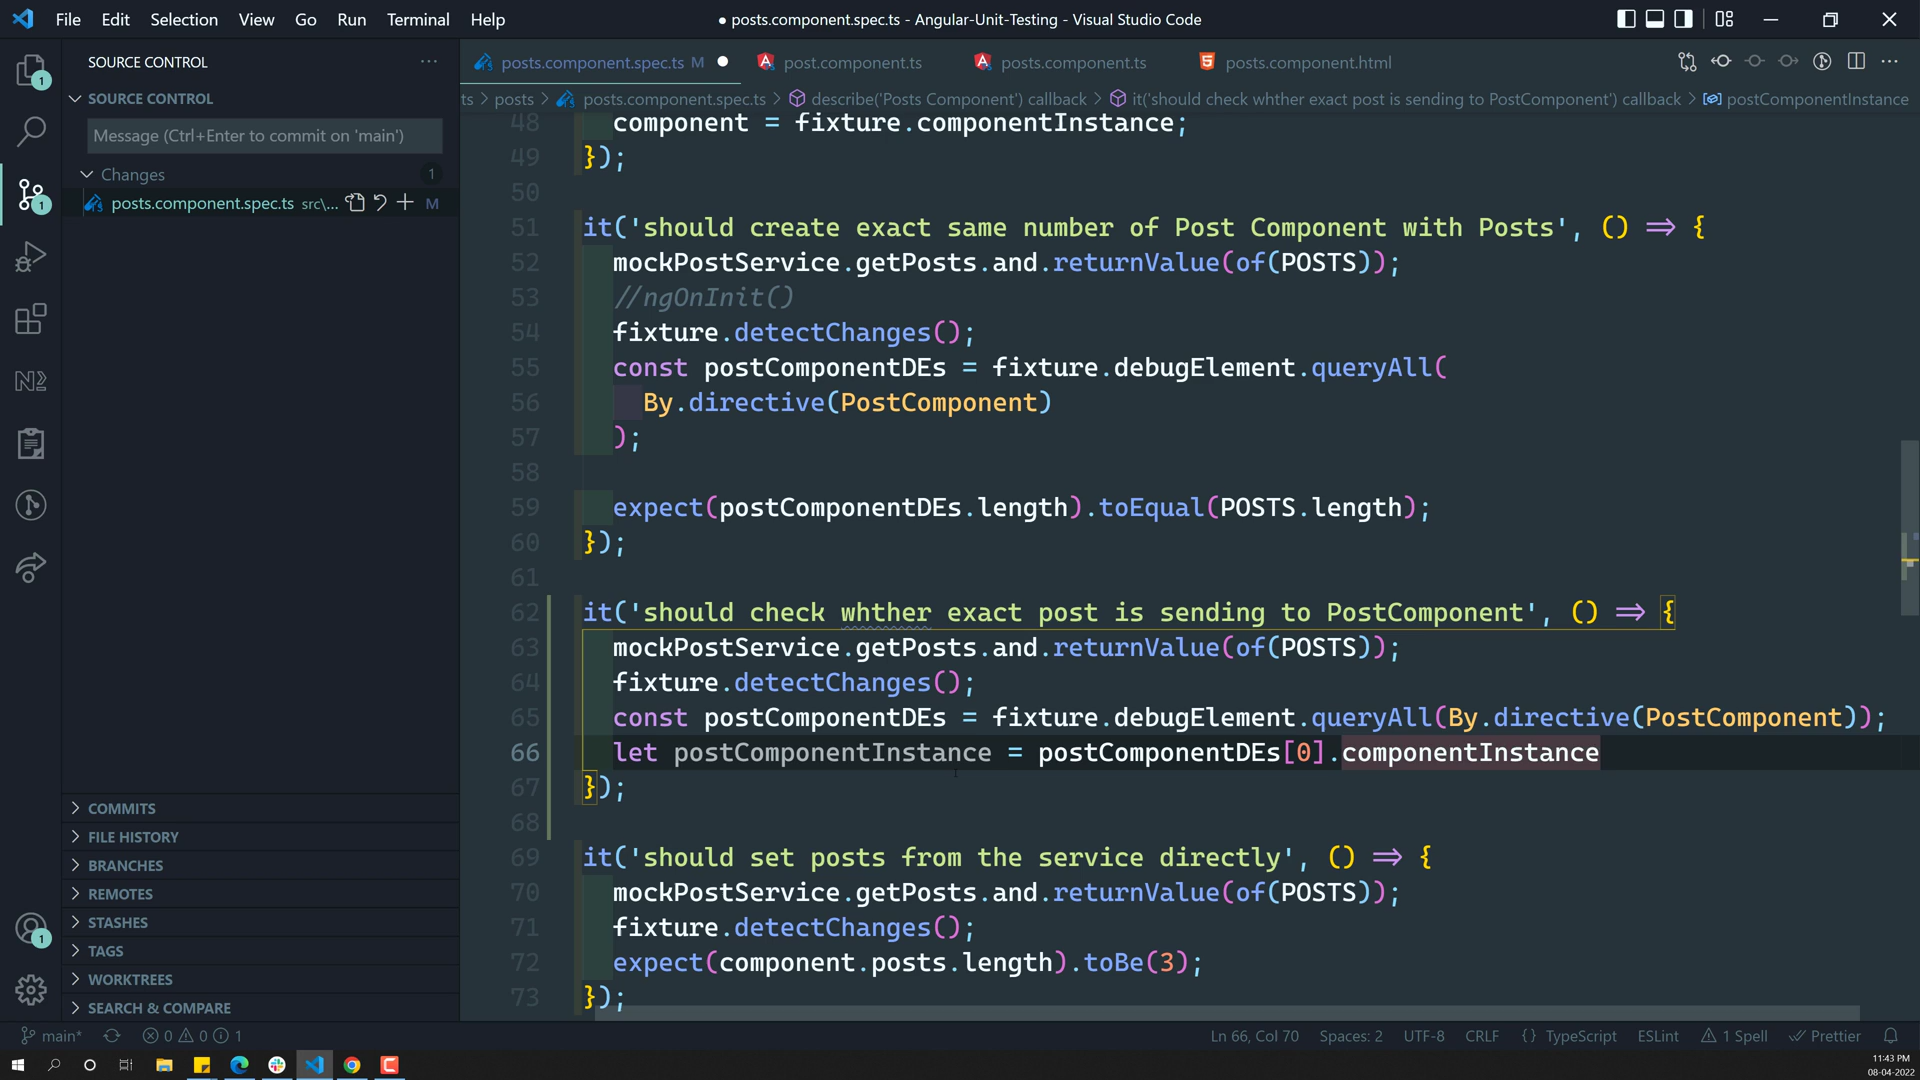 File Edit Selection View Go Run Terminal Help
● posts.component.spec.ts - Angular-Unit-Testing - Visual Studio Code
SOURCE CONTROL
posts.component.spec.ts M
post.component.ts
posts.component.ts
posts.component.html
ts > posts > posts.component.spec.ts > describe('Posts Component') callback > it('should check whther exact post is sending to PostComponent') callback > postComponentInstance
SOURCE CONTROL
Message (Ctrl+Enter to commit on 'main')
Changes 1
posts.component.spec.ts src\... M
1
1
1
COMMITS
FILE HISTORY
BRANCHES
REMOTES
STASHES
TAGS
WORKTREES
SEARCH & COMPARE
48 component = fixture.componentInstance;
49 });
50
51 it('should create exact same number of Post Component with Posts', () => {
52 mockPostService.getPosts.and.returnValue(of(POSTS));
53 //ngOnInit()
54 fixture.detectChanges();
55 const postComponentDEs = fixture.debugElement.queryAll(
56 By.directive(PostComponent)
57 );
58
59 expect(postComponentDEs.length).toEqual(POSTS.length);
60 });
61
62 it('should check whther exact post is sending to PostComponent', () => {
63 mockPostService.getPosts.and.returnValue(of(POSTS));
64 fixture.detectChanges();
65 const postComponentDEs = fixture.debugElement.queryAll(By.directive(PostComponent));
66 let postComponentInstance = postComponentDEs[0].componentInstance
67 });
68
69 it('should set posts from the service directly', () => {
70 mockPostService.getPosts.and.returnValue(of(POSTS));
71 fixture.detectChanges();
72 expect(component.posts.length).toBe(3);
73 });
main* 0 0 1
Ln 66, Col 70 Spaces: 2 UTF-8 CRLF {} TypeScript ESLint 1 Spell Prettier
11:43 PM
08-04-2022